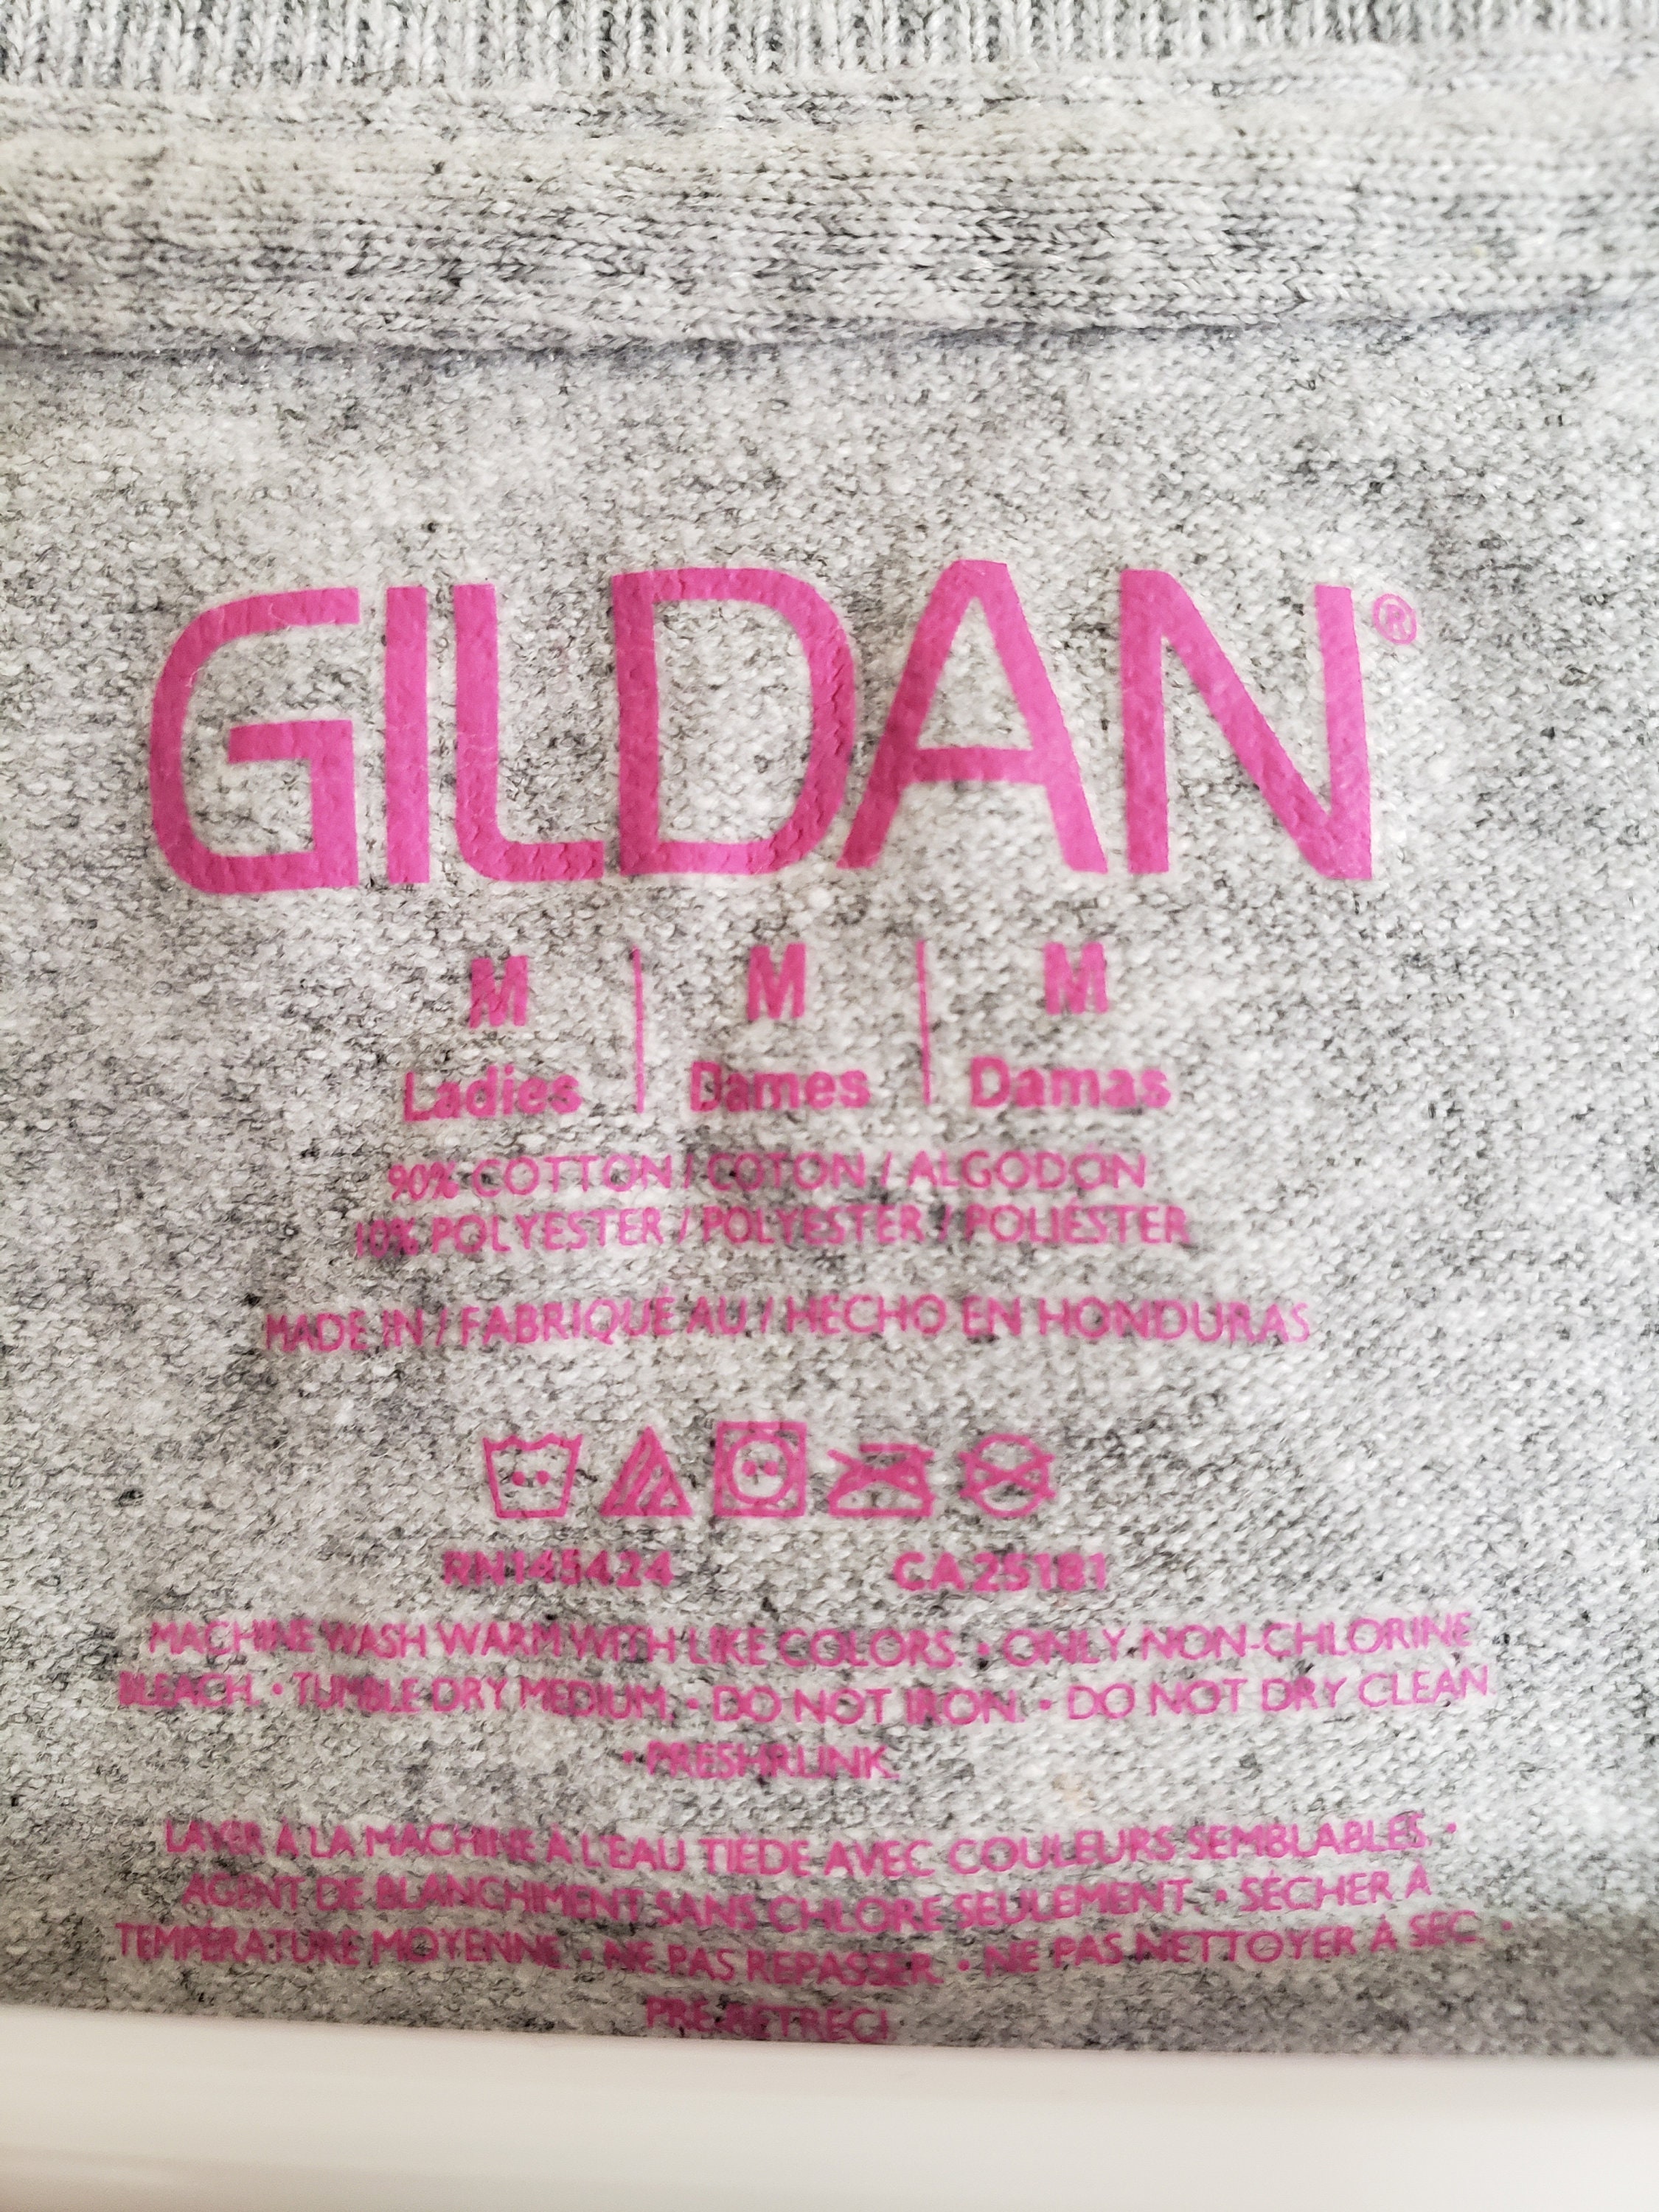 GILDAN®
M | M | M
Ladies | Dames | Damas
90% COTTON / COTON / ALGODÓN
10% POLYESTER / POLYESTER / POLIÉSTER
MADE IN / FABRIQUÉ AU / HECHO EN HONDURAS
RN145424 CA25181
MACHINE WASH WARM WITH LIKE COLORS. • ONLY NON-CHLORINE
BLEACH. • TUMBLE DRY MEDIUM. • DO NOT IRON. • DO NOT DRY CLEAN
• PRESHRUNK.
LAVER À LA MACHINE À L'EAU TIÈDE AVEC COULEURS SEMBLABLES. •
AGENT DE BLANCHIMENT SANS CHLORE SEULEMENT. • SÉCHER À
TEMPÉRATURE MOYENNE. • NE PAS REPASSER. • NE PAS NETTOYER À SEC •
PRÉ-RÉTRÉCI